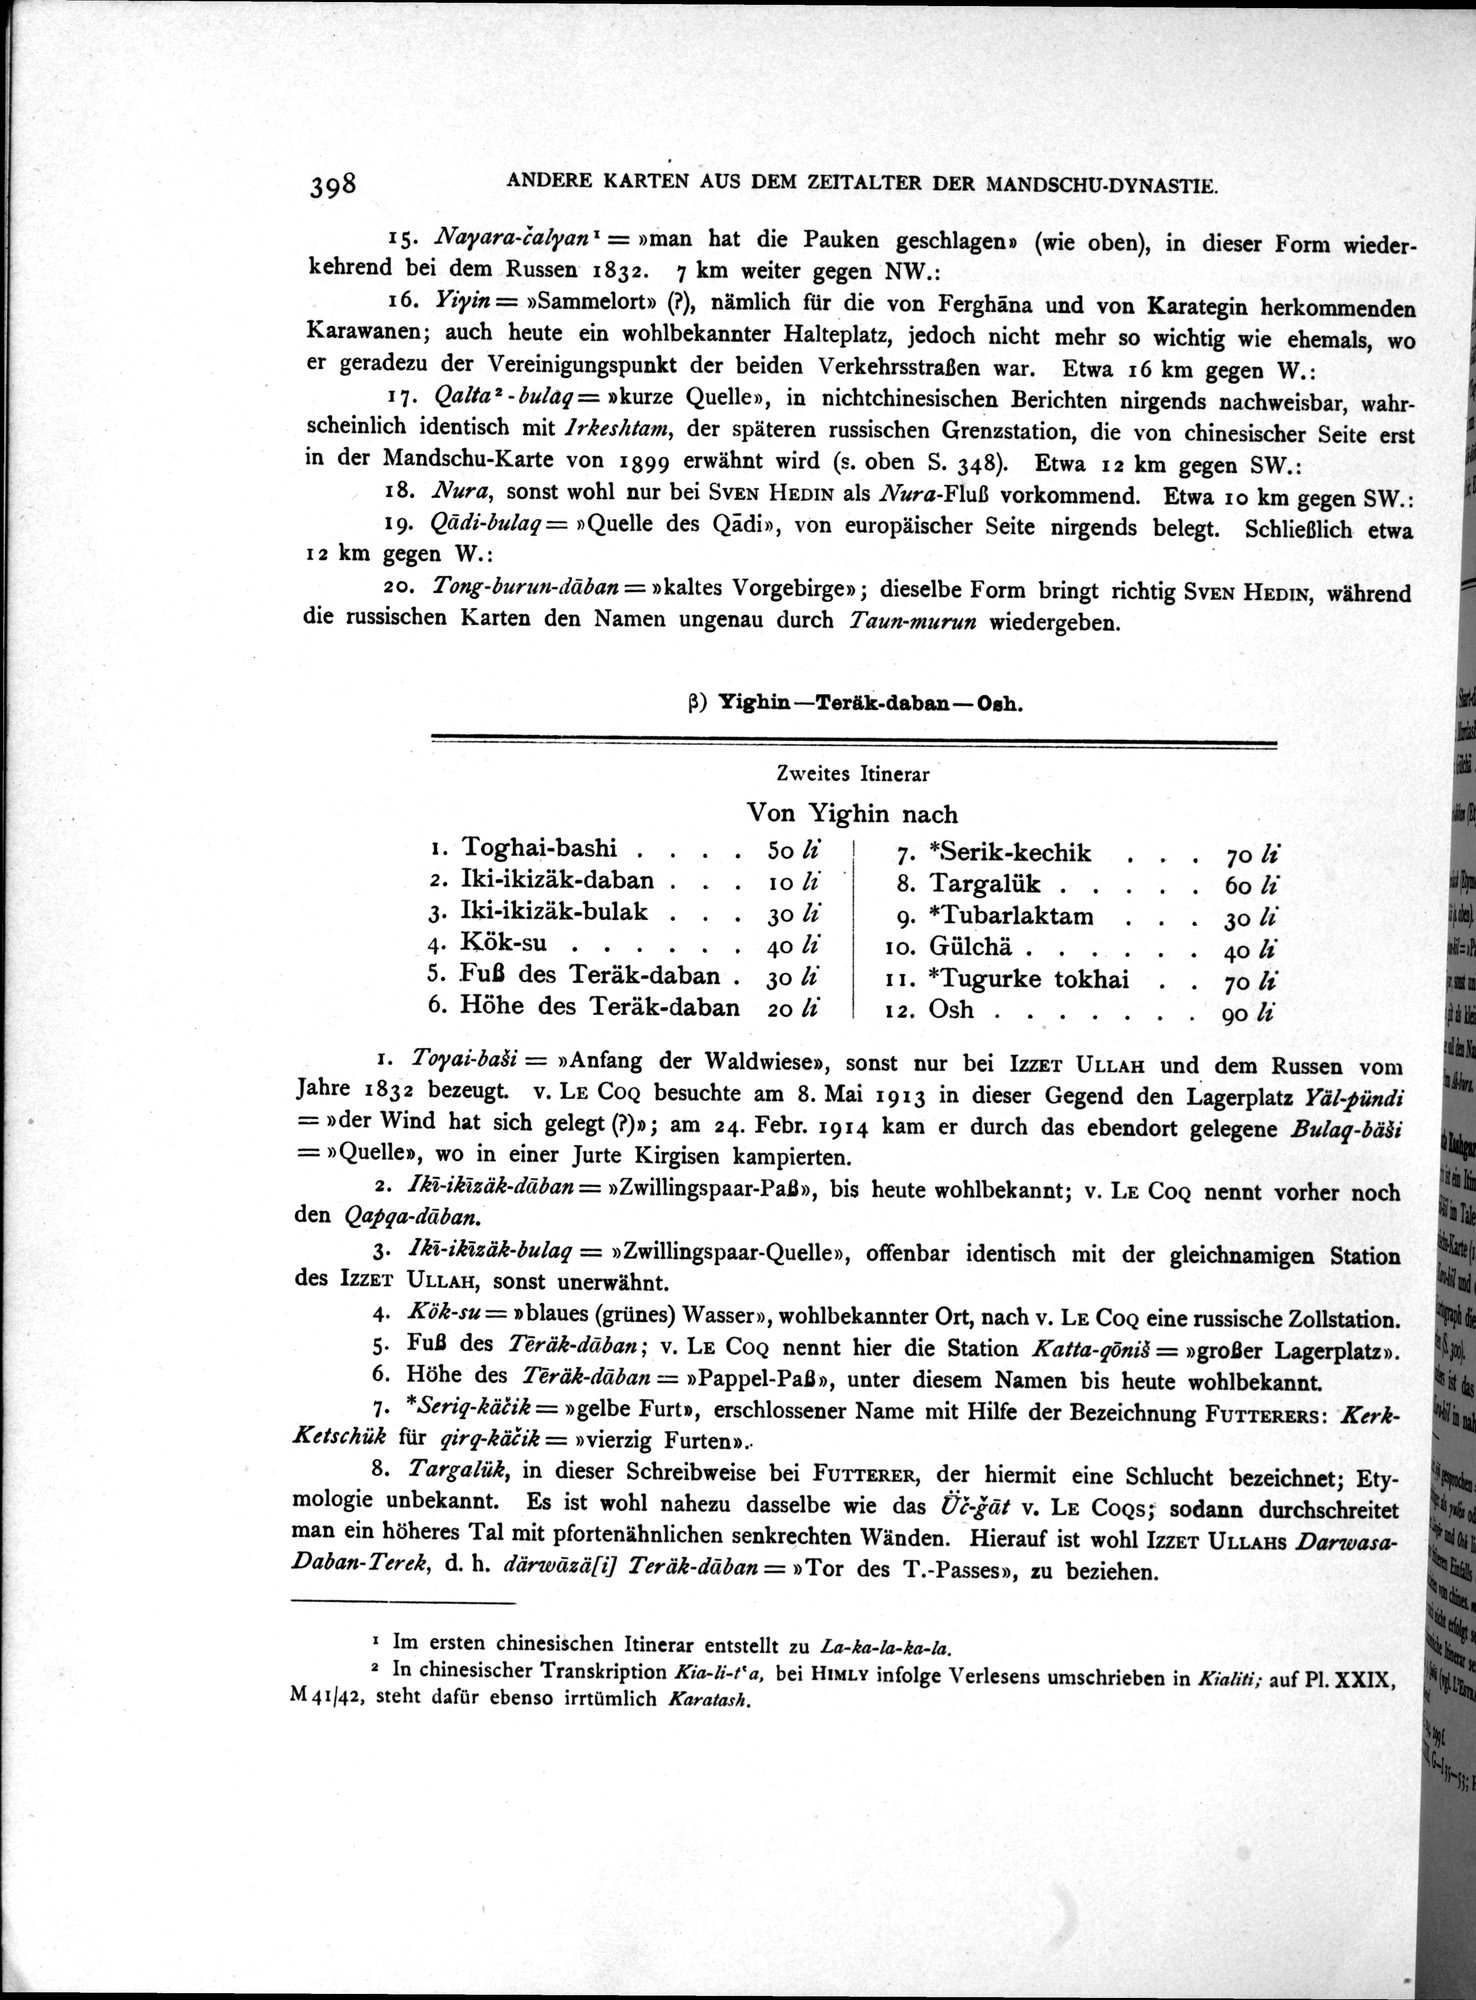 398
ANDERE KARTEN AUS DEM ZEITALTER DER MANDSCHU-DYNASTIE.
15. Naγara-čalγan¹ = »man hat die Pauken geschlagen» (wie oben), in dieser Form wieder-
kehrend bei dem Russen 1832. 7 km weiter gegen NW.:
16. Yiγin = »Sammelort» (?), nämlich für die von Ferghāna und von Karategin herkommenden
Karawanen; auch heute ein wohlbekannter Halteplatz, jedoch nicht mehr so wichtig wie ehemals, wo
er geradezu der Vereinigungspunkt der beiden Verkehrsstraßen war. Etwa 16 km gegen W.:
17. Qalta²-bulaq = »kurze Quelle», in nichtchinesischen Berichten nirgends nachweisbar, wahr-
scheinlich identisch mit Irkeshtam, der späteren russischen Grenzstation, die von chinesischer Seite erst
in der Mandschu-Karte von 1899 erwähnt wird (s. oben S. 348). Etwa 12 km gegen SW.:
18. Nura, sonst wohl nur bei SVEN HEDIN als Nura-Fluß vorkommend. Etwa 10 km gegen SW.:
19. Qādi-bulaq = »Quelle des Qādi», von europäischer Seite nirgends belegt. Schließlich etwa
12 km gegen W.:
20. Tong-burun-dāban = »kaltes Vorgebirge»; dieselbe Form bringt richtig SVEN HEDIN, während
die russischen Karten den Namen ungenau durch Taun-murun wiedergeben.
β) Yighin—Teräk-daban—Osh.
Zweites Itinerar
Von Yighin nach
1. Toghai-bashi . . . . 50 li
2. Iki-ikizäk-daban . . . 10 li
3. Iki-ikizäk-bulak . . . 30 li
4. Kök-su . . . . . . 40 li
5. Fuß des Teräk-daban . 30 li
6. Höhe des Teräk-daban 20 li
7. *Serik-kechik . . . 70 li
8. Targalük . . . . . 60 li
9. *Tubarlaktam . . . 30 li
10. Gülchä . . . . . . 40 li
11. *Tugurke tokhai . . 70 li
12. Osh . . . . . . . 90 li
1. Toγai-baši = »Anfang der Waldwiese», sonst nur bei IZZET ULLAH und dem Russen vom
Jahre 1832 bezeugt. v. LE COQ besuchte am 8. Mai 1913 in dieser Gegend den Lagerplatz Yäl-pündi
= »der Wind hat sich gelegt (?)»; am 24. Febr. 1914 kam er durch das ebendort gelegene Bulaq-bäši
= »Quelle», wo in einer Jurte Kirgisen kampierten.
2. Ikī-ikīzäk-dāban = »Zwillingspaar-Paß», bis heute wohlbekannt; v. LE COQ nennt vorher noch
den Qapqa-dāban.
3. Ikī-ikīzäk-bulaq = »Zwillingspaar-Quelle», offenbar identisch mit der gleichnamigen Station
des IZZET ULLAH, sonst unerwähnt.
4. Kök-su = »blaues (grünes) Wasser», wohlbekannter Ort, nach v. LE COQ eine russische Zollstation.
5. Fuß des Tēräk-dāban; v. LE COQ nennt hier die Station Katta-qōniš = »großer Lagerplatz».
6. Höhe des Tēräk-dāban = »Pappel-Paß», unter diesem Namen bis heute wohlbekannt.
7. *Seriq-käčik = »gelbe Furt», erschlossener Name mit Hilfe der Bezeichnung FUTTERERS: Kerk-
Ketschük für qirq-käčik = »vierzig Furten».
8. Targalük, in dieser Schreibweise bei FUTTERER, der hiermit eine Schlucht bezeichnet; Ety-
mologie unbekannt. Es ist wohl nahezu dasselbe wie das Üč-ğāt v. LE COQS; sodann durchschreitet
man ein höheres Tal mit pfortenähnlichen senkrechten Wänden. Hierauf ist wohl IZZET ULLAHS Darwasa-
Daban-Terek, d. h. därwāzä[i] Teräk-dāban = »Tor des T.-Passes», zu beziehen.
¹ Im ersten chinesischen Itinerar entstellt zu La-ka-la-ka-la.
² In chinesischer Transkription Kia-li-t'a, bei HIMLY infolge Verlesens umschrieben in Kialiti; auf Pl. XXIX,
M 41/42, steht dafür ebenso irrtümlich Karatash.